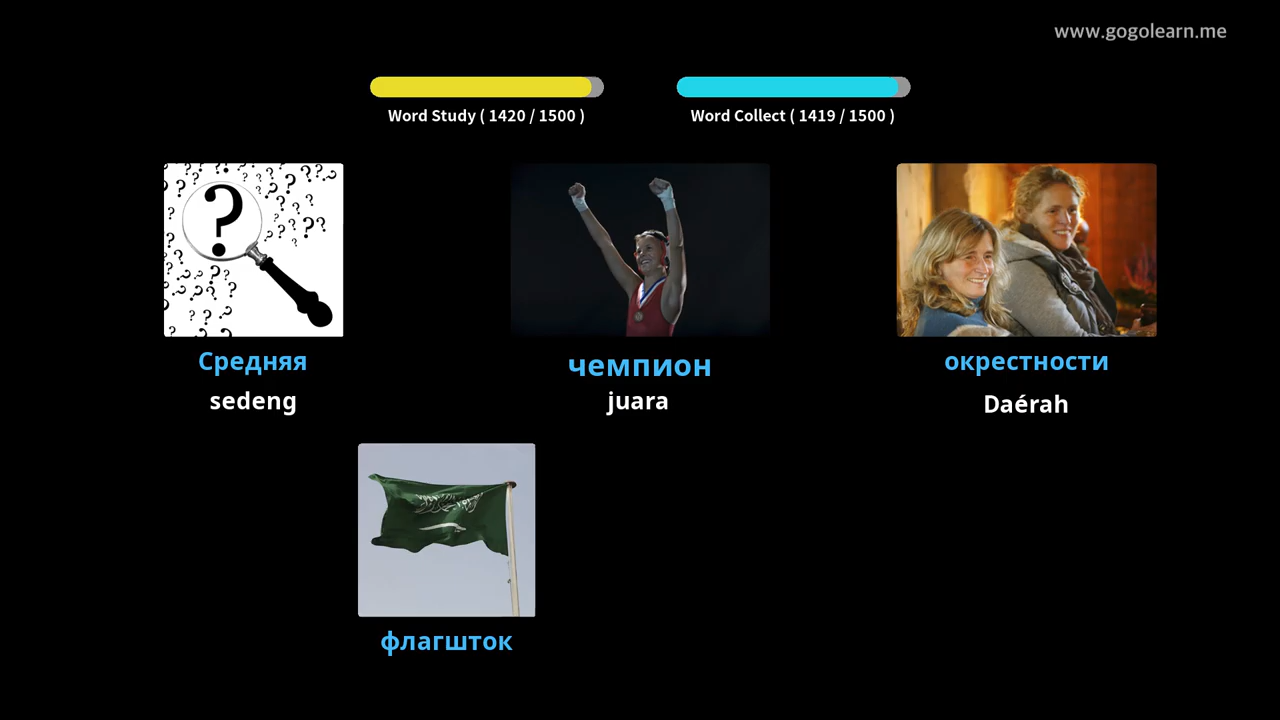 www.gogolearn.me
Word Study ( 1420 / 1500 )
Word Collect ( 1419 / 1500 )
Средняя
чемпион
окрестности
sedeng
juara
Daérah
флагшток